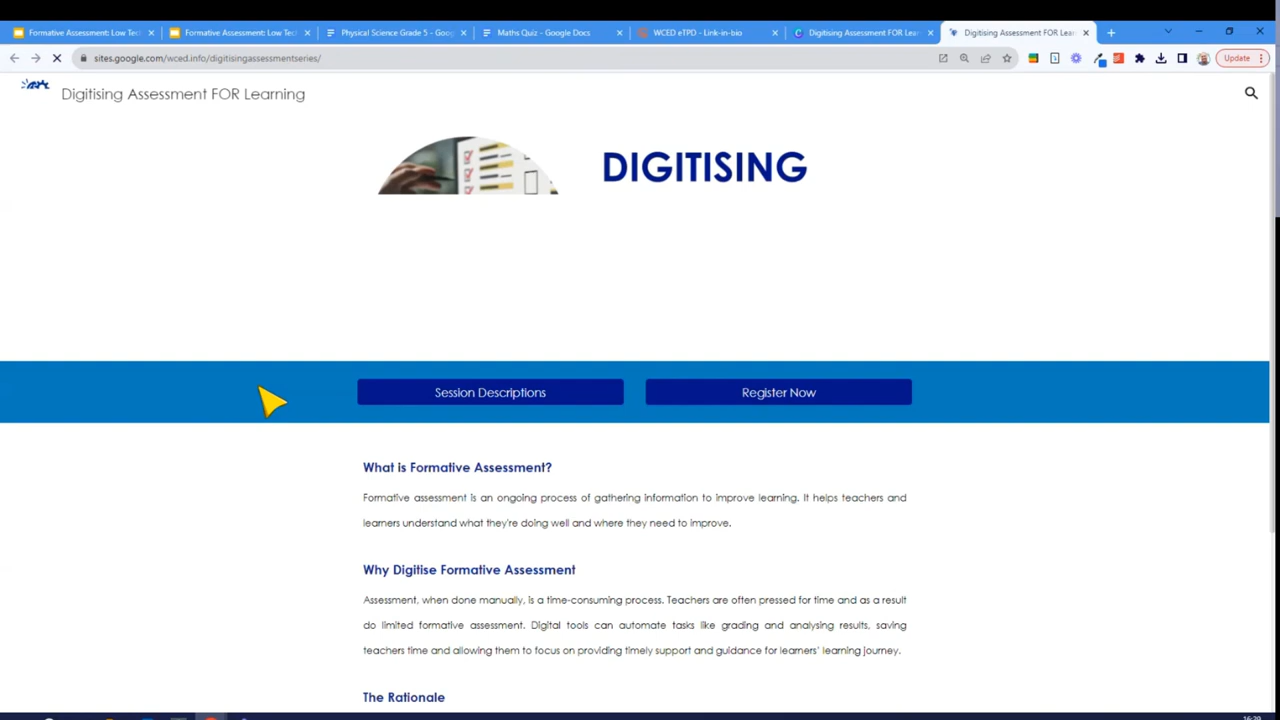 Formative Assessment: Low Tec
Formative Assessment: Low Tec
Physical Science Grade 5 - Goog
Maths Quiz - Google Docs
WCED eTPD - Link-in-bio
Digitising Assessment FOR Lear
Digitising Assessment FOR Lear
sites.google.com/wced.info/digitisingassessmentseries/
Update
Digitising Assessment FOR Learning
DIGITISING
Session Descriptions
Register Now
What is Formative Assessment?
Formative assessment is an ongoing process of gathering information to improve learning. It helps teachers and
learners understand what they're doing well and where they need to improve.
Why Digitise Formative Assessment
Assessment, when done manually, is a time-consuming process. Teachers are often pressed for time and as a result
do limited formative assessment. Digital tools can automate tasks like grading and analysing results, saving
teachers time and allowing them to focus on providing timely support and guidance for learners' learning journey.
The Rationale